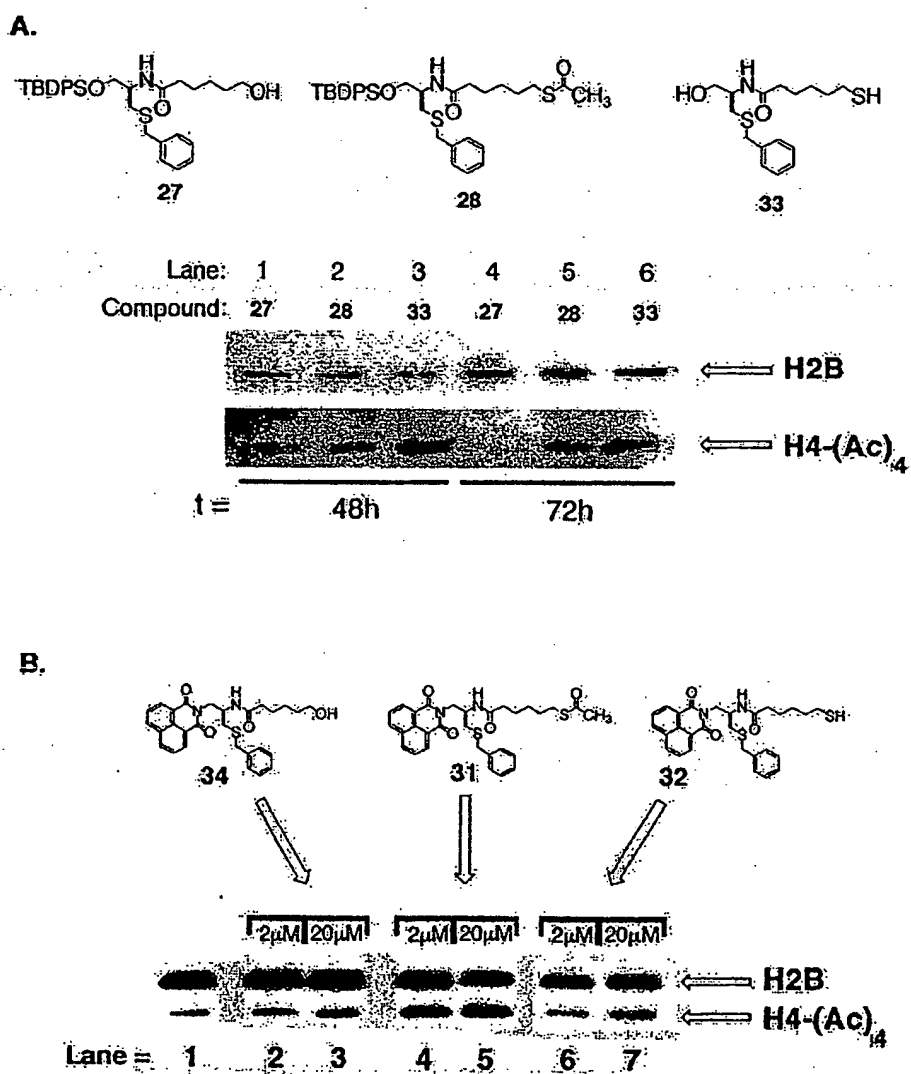 A.
H
TBDPSO N OH
S O
27
H O
TBDPSO N S CH3
S O
28
H
HO N SH
S O
33
Lane: 1 2 3 4 5 6
Compound: 27 28 33 27 28 33
H2B
H4-(Ac)4
t = 48h 72h
B.
O H
N N OH
O S O
34
O H O
N N S CH3
O S O
31
O H
N N SH
O S O
32
2µM 20µM 2µM 20µM 2µM 20µM
H2B
H4-(Ac)4
Lane = 1 2 3 4 5 6 7